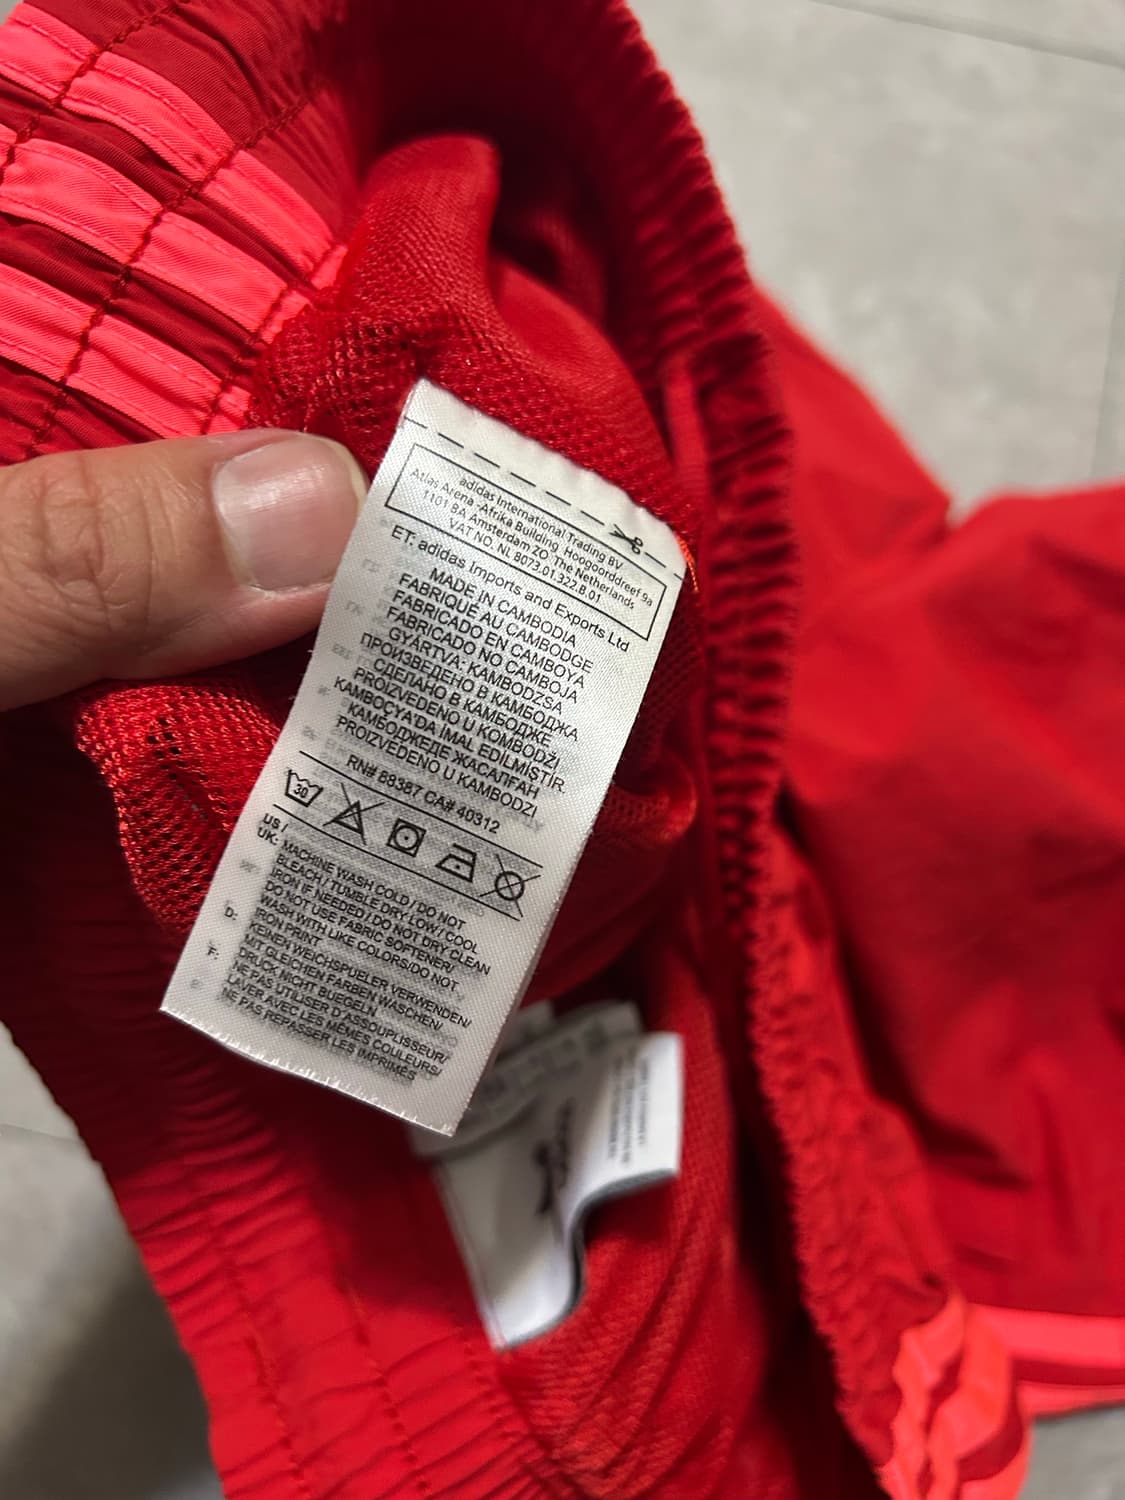 adidas International Trading BV
Atlas Arena -Afrika Building, Hoogoorddreef 9a
1101 BA, Amsterdam ZO, The Netherlands
VAT NO. NL 8073.01.322.B.01
ET: adidas Imports and Exports Ltd
MADE IN CAMBODIA
FABRIQUÉ AU CAMBODGE
FABRICADO EN CAMBOYA
FABRICADO NO CAMBOJA
GYÁRTVA: KAMBODZSA
ПРОИЗВЕДЕНО В КАМБОДЖА
СДЕЛАНО В КАМБОДЖЕ
PROIZVEDENO U KOMBODŽI
KAMBOÇYA'DA İMAL EDİLMİŞTİR.
КАМБОДЖЕДЕ ЖАСАЛҒАН
PROIZVEDENO U KAMBODZI
RN# 88387 CA# 40312
30
US /
UK: MACHINE WASH COLD / DO NOT
BLEACH / TUMBLE DRY LOW / COOL
IRON IF NEEDED / DO NOT DRY CLEAN
DO NOT USE FABRIC SOFTENER/
WASH WITH LIKE COLORS/DO NOT
IRON PRINT
D: KEINEN WEICHSPUELER VERWENDEN/
MIT GLEICHEN FARBEN WASCHEN/
DRUCK NICHT BUEGELN
F: NE PAS UTILISER D'ASSOUPLISSEUR/
LAVER AVEC LES MÊMES COULEURS/
NE PAS REPASSER LES IMPRIMÉS